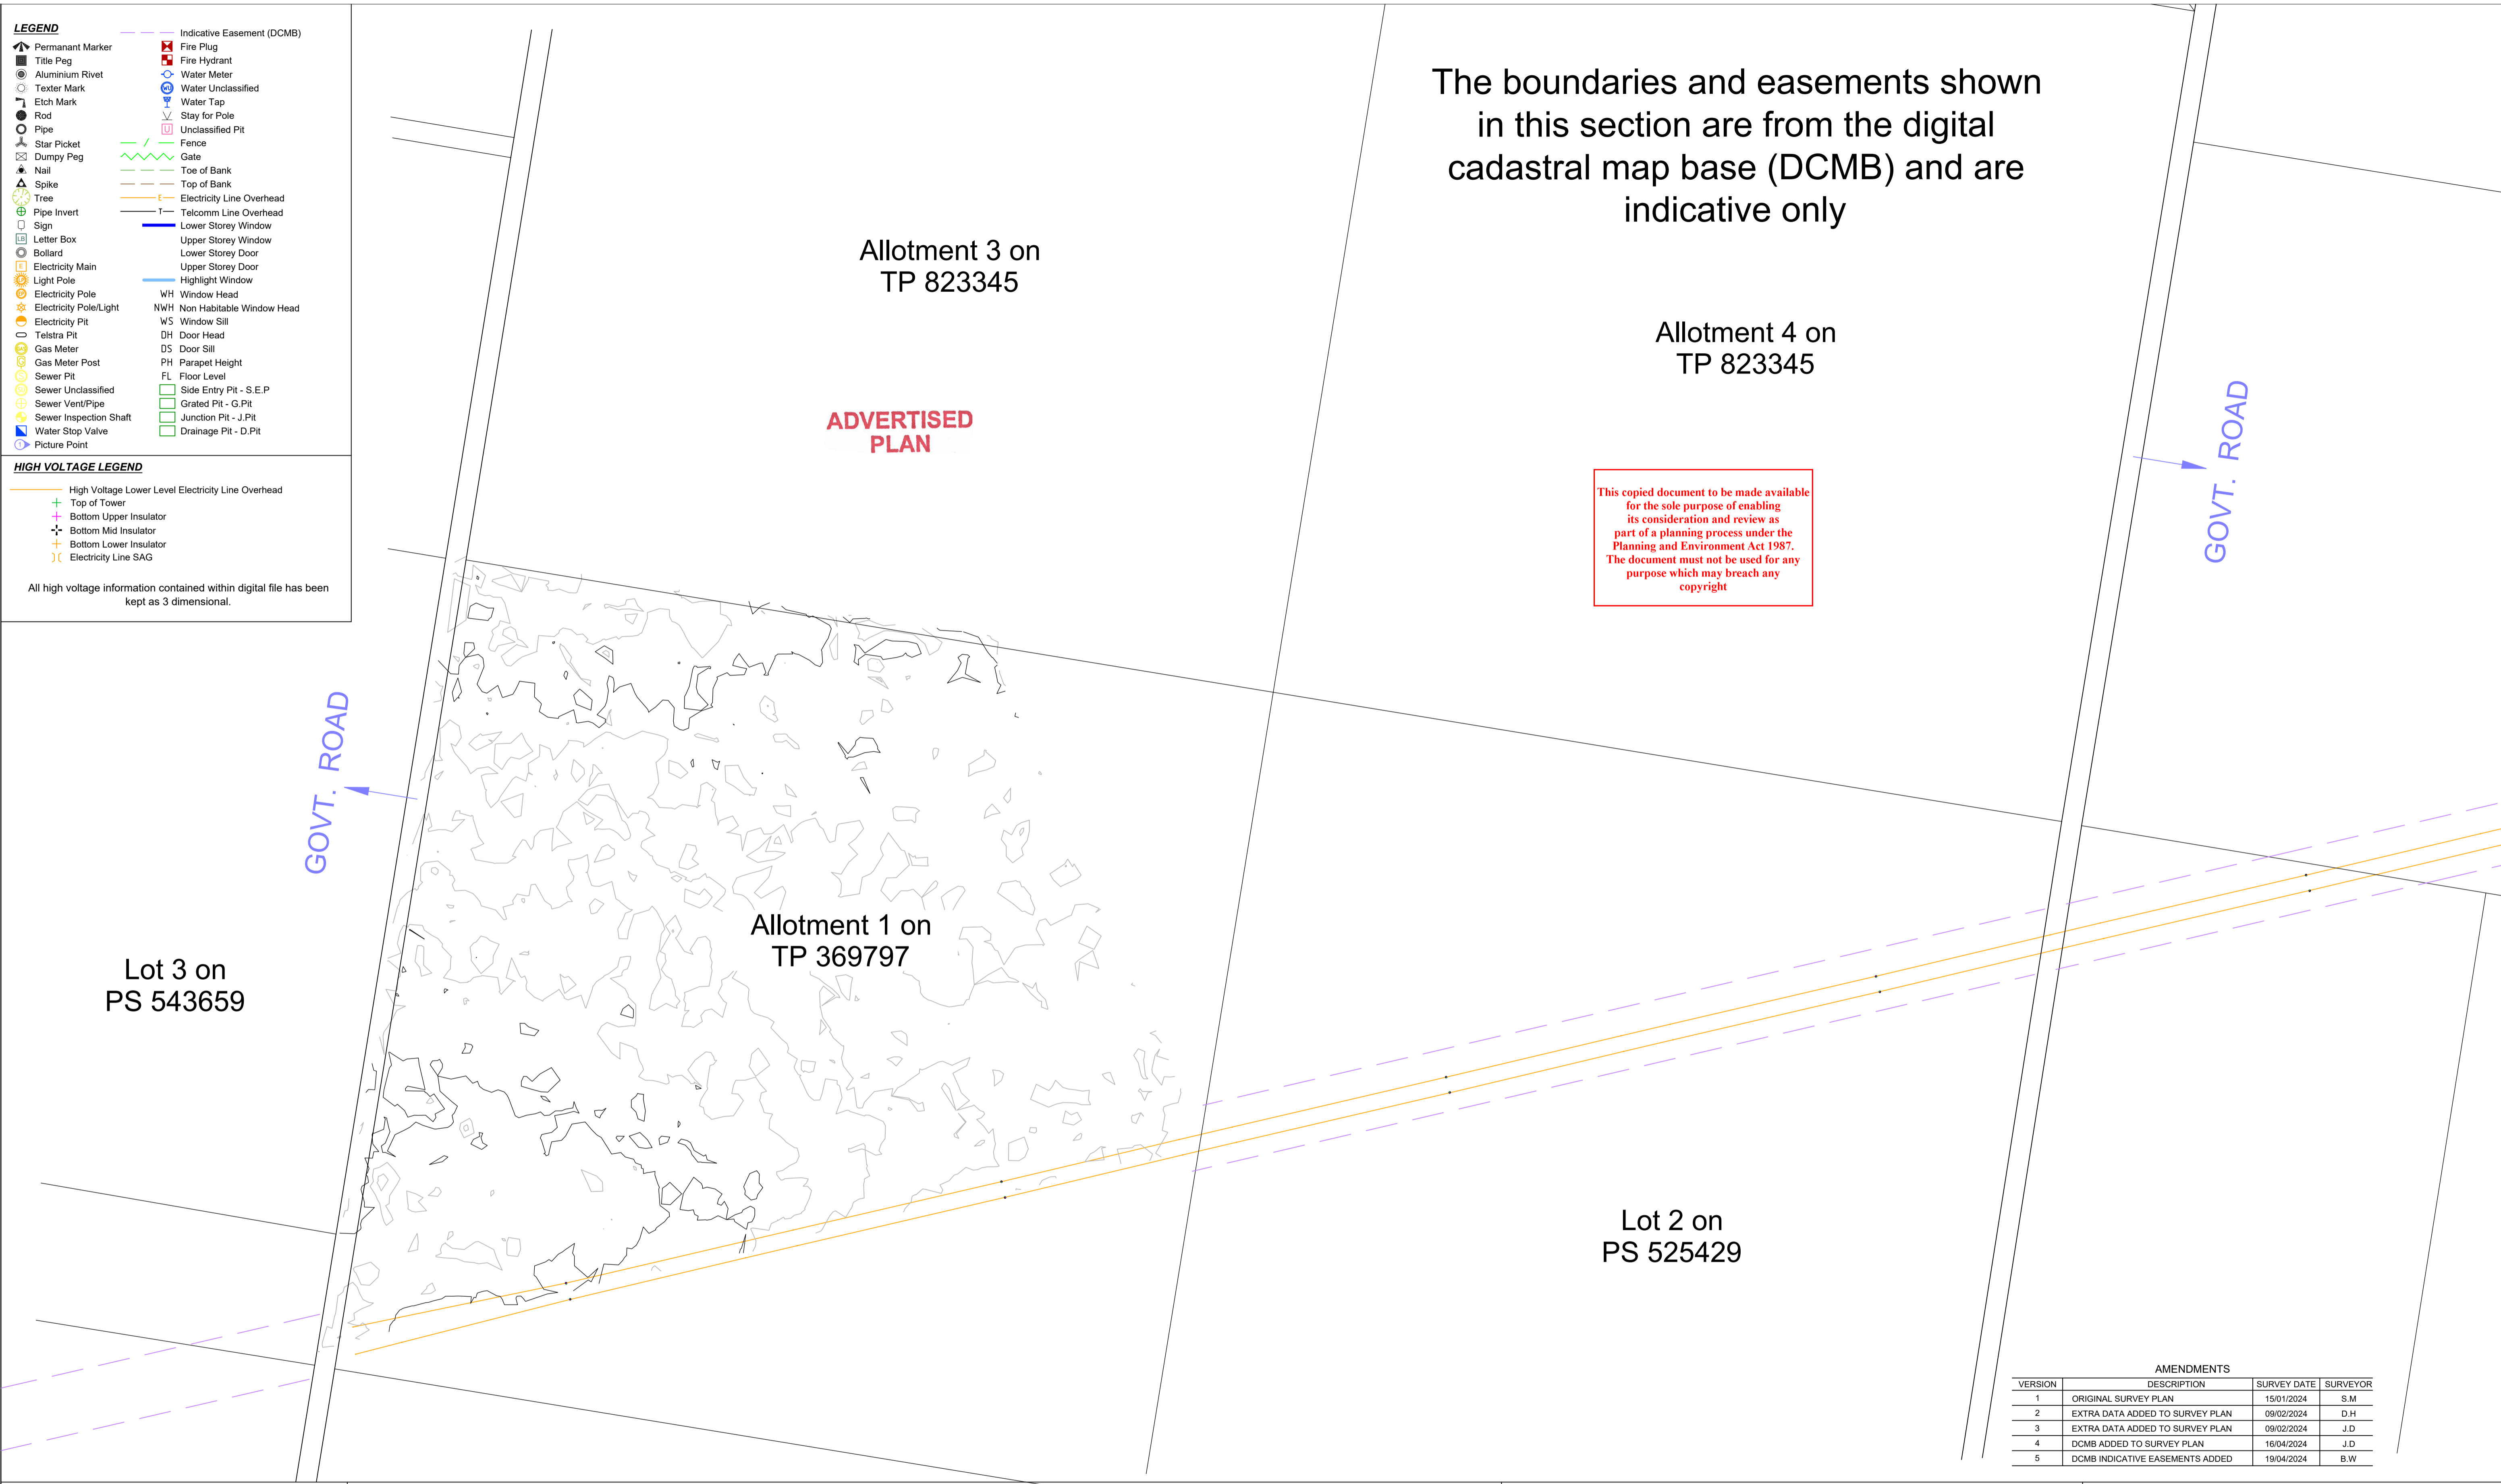 LEGEND
Permanant Marker
Title Peg
Aluminium Rivet
Texter Mark
Etch Mark
Rod
Pipe
Star Picket
Dumpy Peg
Nail
Spike
Tree
Pipe Invert
Sign
LB Letter Box
Bollard
E Electricity Main
Light Pole
Electricity Pole
Electricity Pole/Light
Electricity Pit
Telstra Pit
Gas Meter
Gas Meter Post
Sewer Pit
Sewer Unclassified
Sewer Vent/Pipe
Sewer Inspection Shaft
Water Stop Valve
Picture Point
Indicative Easement (DCMB)
Fire Plug
Fire Hydrant
Water Meter
WU Water Unclassified
Water Tap
Stay for Pole
U Unclassified Pit
Fence
Gate
Toe of Bank
Top of Bank
E Electricity Line Overhead
T Telcomm Line Overhead
Lower Storey Window
Upper Storey Window
Lower Storey Door
Upper Storey Door
Highlight Window
WH Window Head
NWH Non Habitable Window Head
WS Window Sill
DH Door Head
DS Door Sill
PH Parapet Height
FL Floor Level
Side Entry Pit - S.E.P
Grated Pit - G.Pit
Junction Pit - J.Pit
Drainage Pit - D.Pit
HIGH VOLTAGE LEGEND
High Voltage Lower Level Electricity Line Overhead
Top of Tower
Bottom Upper Insulator
Bottom Mid Insulator
Bottom Lower Insulator
Electricity Line SAG
All high voltage information contained within digital file has been
kept as 3 dimensional.
The boundaries and easements shown
in this section are from the digital
cadastral map base (DCMB) and are
indicative only
Allotment 3 on
TP 823345
Allotment 4 on
TP 823345
ADVERTISED
PLAN
This copied document to be made available
for the sole purpose of enabling
its consideration and review as
part of a planning process under the
Planning and Environment Act 1987.
The document must not be used for any
purpose which may breach any
copyright
GOVT. ROAD
GOVT. ROAD
Allotment 1 on
TP 369797
Lot 3 on
PS 543659
Lot 2 on
PS 525429
AMENDMENTS
VERSION DESCRIPTION SURVEY DATE SURVEYOR
1 ORIGINAL SURVEY PLAN 15/01/2024 S.M
2 EXTRA DATA ADDED TO SURVEY PLAN 09/02/2024 D.H
3 EXTRA DATA ADDED TO SURVEY PLAN 09/02/2024 J.D
4 DCMB ADDED TO SURVEY PLAN 16/04/2024 J.D
5 DCMB INDICATIVE EASEMENTS ADDED 19/04/2024 B.W